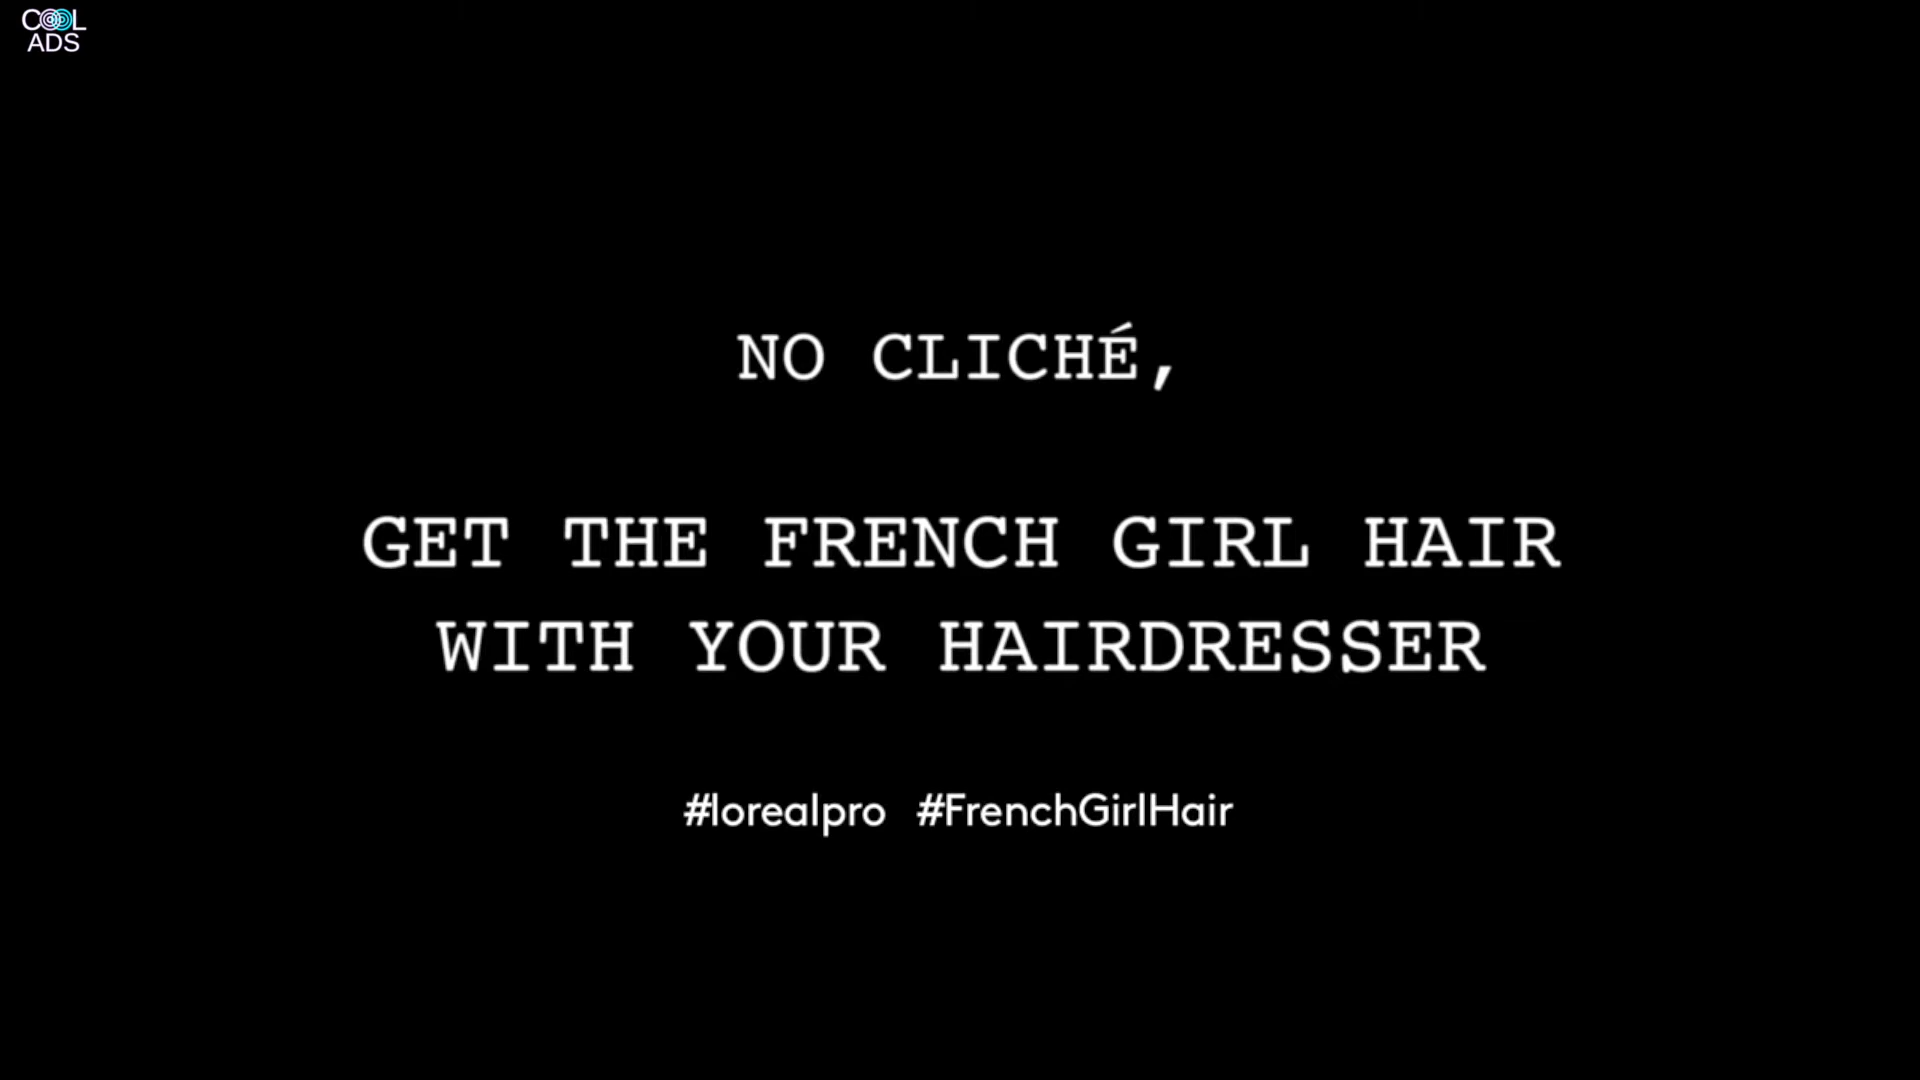 COOL
ADS
NO CLICHÉ,
GET THE FRENCH GIRL HAIR
WITH YOUR HAIRDRESSER
#lorealpro #FrenchGirlHair